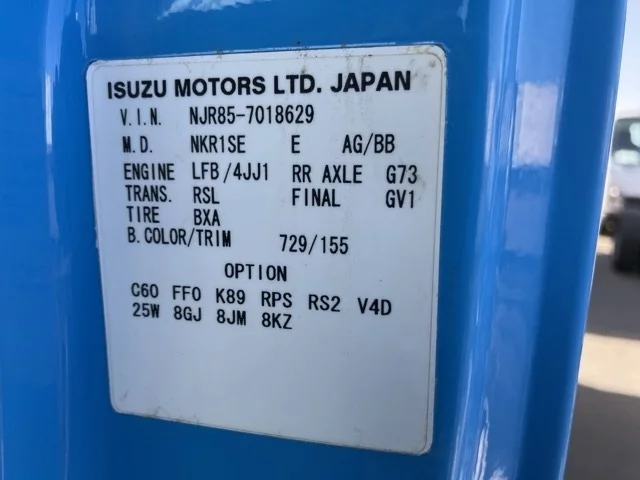 ISUZU MOTORS LTD. JAPAN
V.I.N. NJR85-7018629
M.D. NKR1SE E AG/BB
ENGINE LFB/4JJ1 RR AXLE G73
TRANS. RSL FINAL GV1
TIRE BXA
B.COLOR/TRIM 729/155
OPTION
C60 FF0 K89 RPS RS2 V4D
25W 8GJ 8JM 8KZ